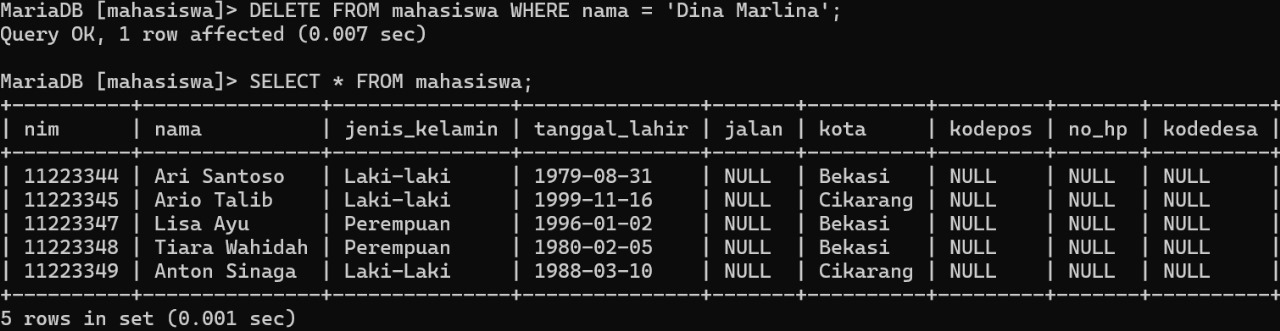 MariaDB [mahasiswa]> DELETE FROM mahasiswa WHERE nama = 'Dina Marlina';
Query OK, 1 row affected (0.007 sec)

MariaDB [mahasiswa]> SELECT * FROM mahasiswa;
+----------+---------------+---------------+---------------+-------+----------+---------+-------+----------+
| nim      | nama          | jenis_kelamin | tanggal_lahir | jalan | kota     | kodepos | no_hp | kodedesa |
+----------+---------------+---------------+---------------+-------+----------+---------+-------+----------+
| 11223344 | Ari Santoso   | Laki-laki     | 1979-08-31    | NULL  | Bekasi   | NULL    | NULL  | NULL     |
| 11223345 | Ario Talib    | Laki-laki     | 1999-11-16    | NULL  | Cikarang | NULL    | NULL  | NULL     |
| 11223347 | Lisa Ayu      | Perempuan     | 1996-01-02    | NULL  | Bekasi   | NULL    | NULL  | NULL     |
| 11223348 | Tiara Wahidah | Perempuan     | 1980-02-05    | NULL  | Bekasi   | NULL    | NULL  | NULL     |
| 11223349 | Anton Sinaga  | Laki-Laki     | 1988-03-10    | NULL  | Cikarang | NULL    | NULL  | NULL     |
+----------+---------------+---------------+---------------+-------+----------+---------+-------+----------+
5 rows in set (0.001 sec)